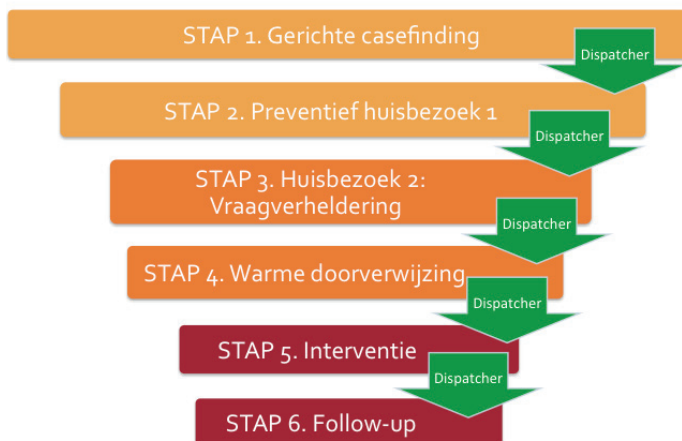 STAP 1. Gerichte casefinding
Dispatcher
STAP 2. Preventief huisbezoek 1
Dispatcher
STAP 3. Huisbezoek 2:
Vraagverheldering
Dispatcher
STAP 4. Warme doorverwijzing
Dispatcher
STAP 5. Interventie
Dispatcher
STAP 6. Follow-up